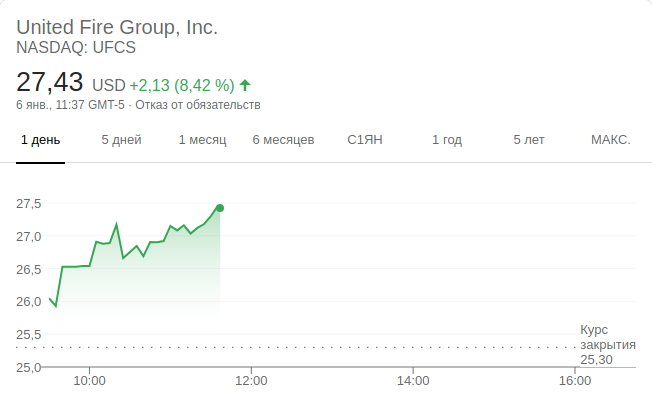 United Fire Group, Inc.
NASDAQ: UFCS
27,43 USD +2,13 (8,42 %)
6 янв., 11:37 GMT-5 · Отказ от обязательств
1 день 5 дней 1 месяц 6 месяцев С1ЯН 1 год 5 лет МАКС.
27,5
27,0
26,5
26,0
25,5
25,0
Курс
закрытия
25,30
10:00 12:00 14:00 16:00